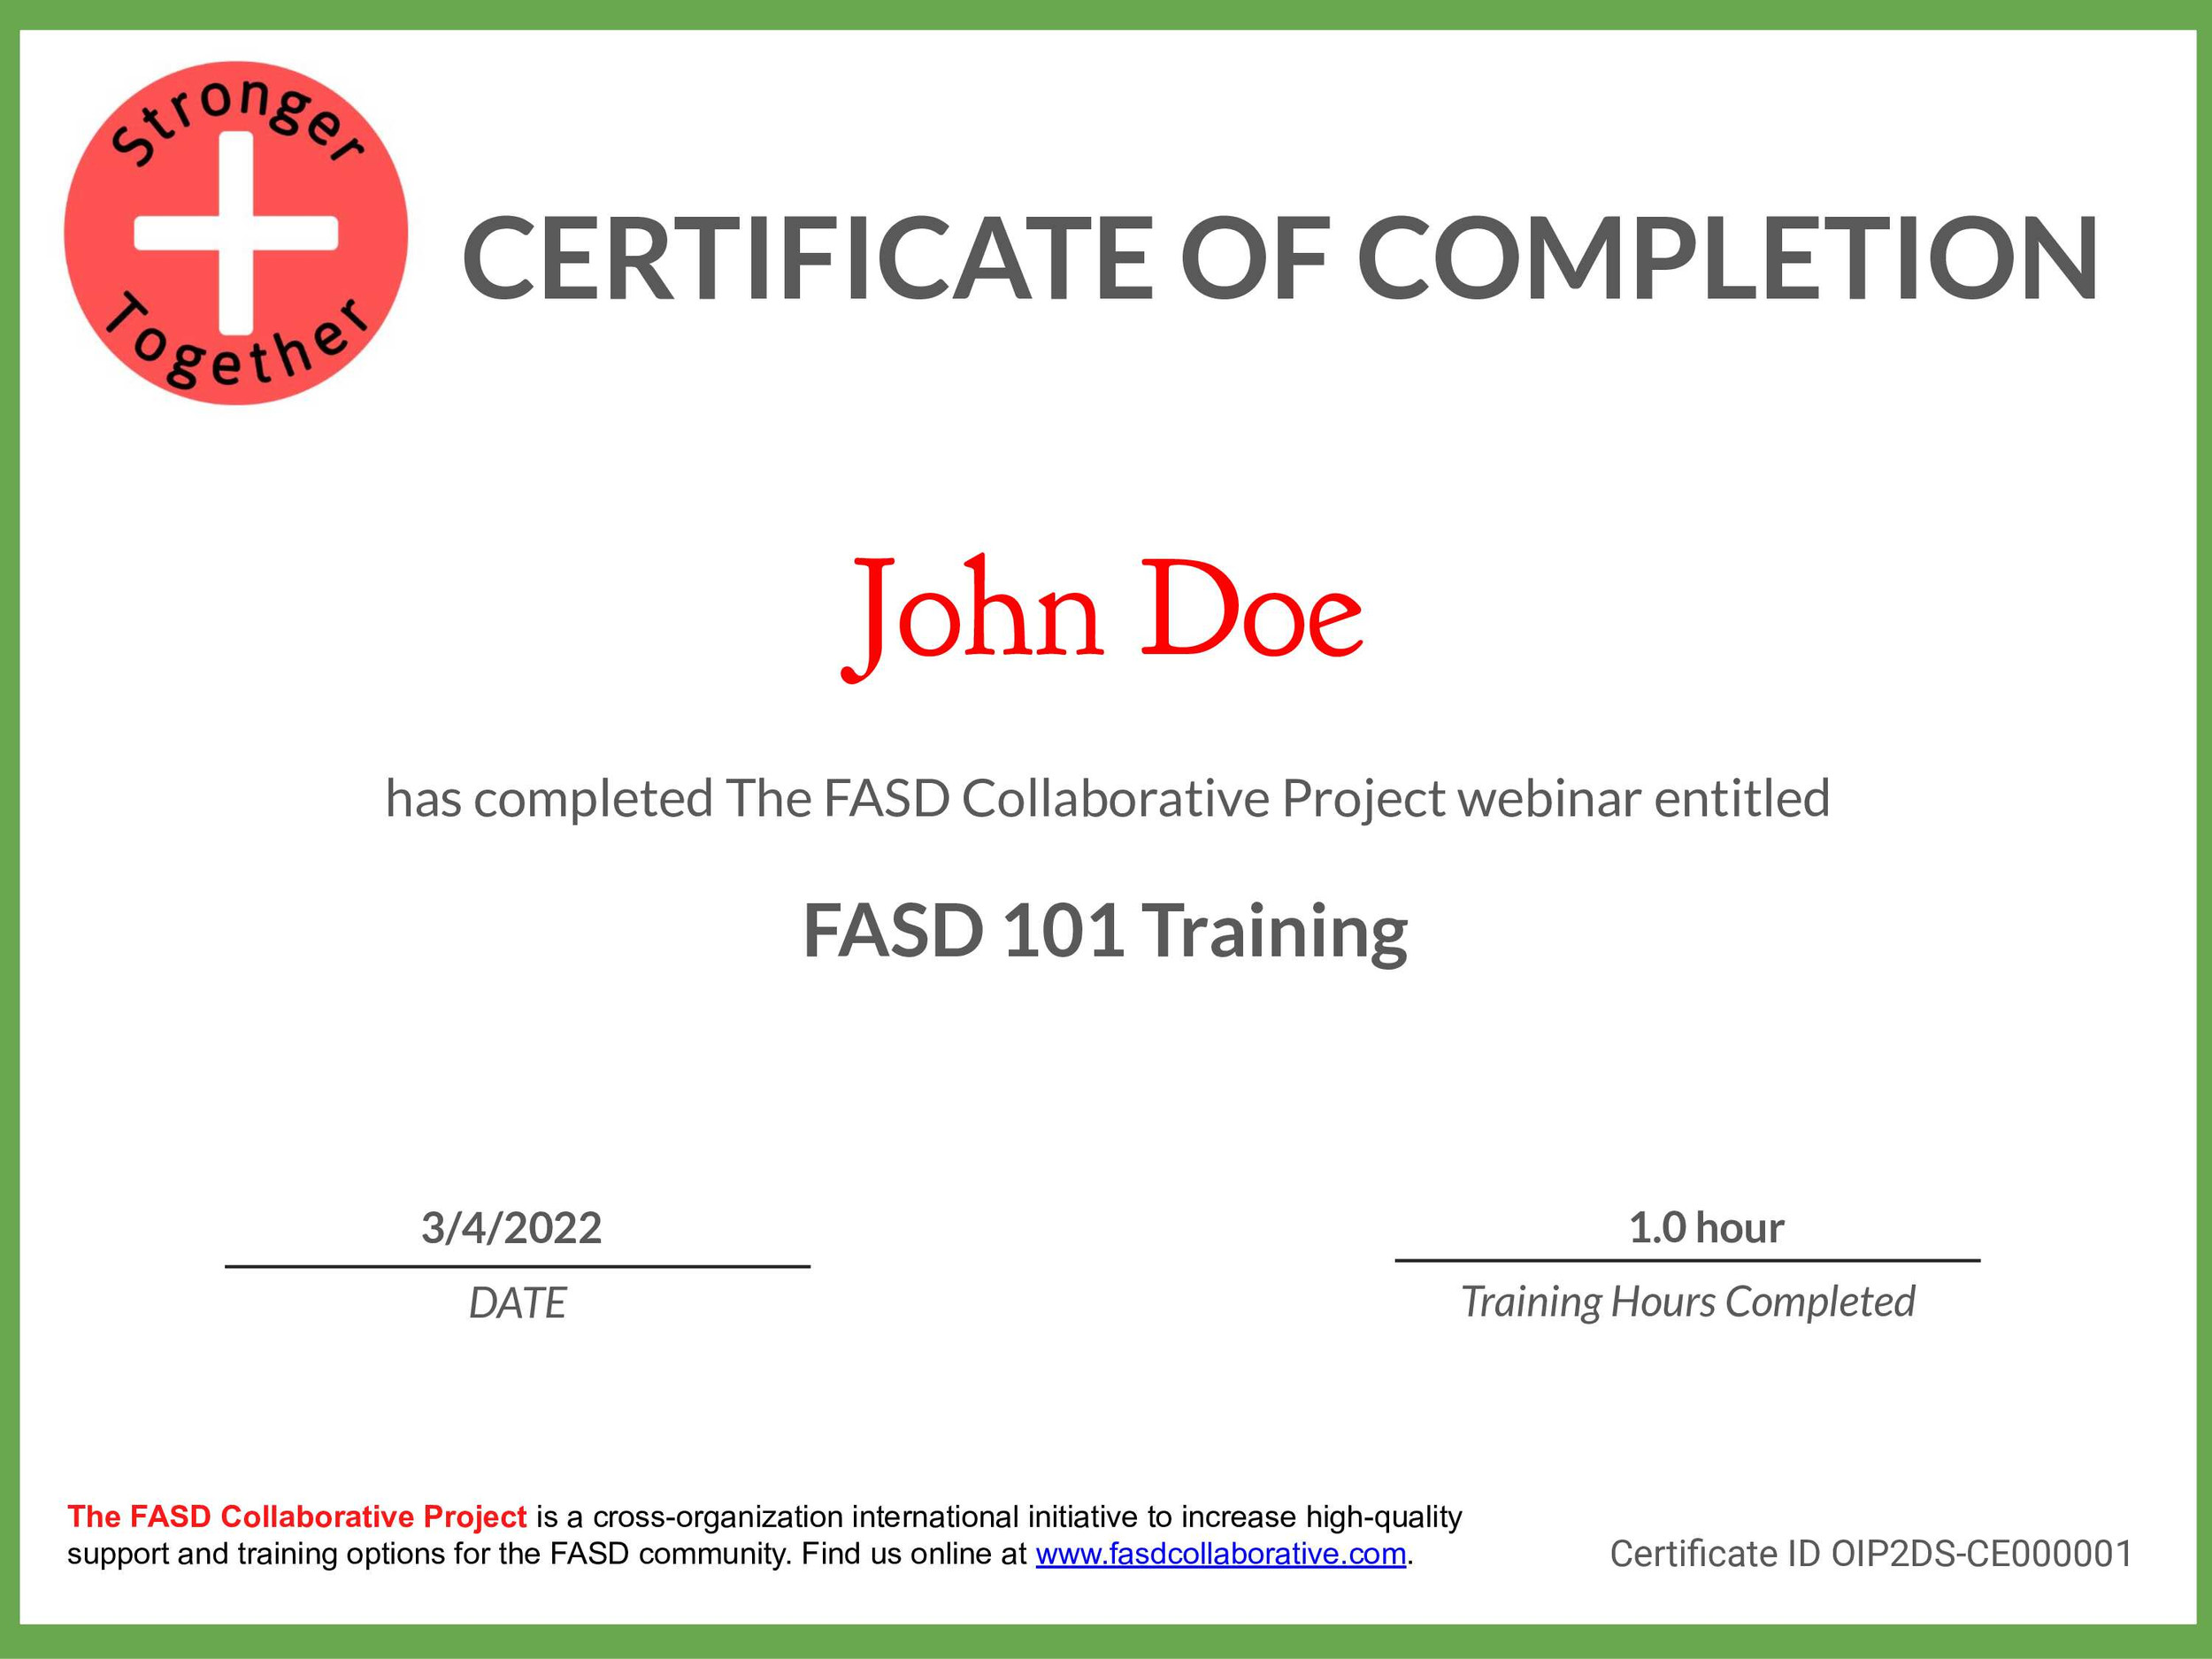 Stronger
Together
CERTIFICATE OF COMPLETION
John Doe
has completed The FASD Collaborative Project webinar entitled
FASD 101 Training
3/4/2022
DATE
1.0 hour
Training Hours Completed
The FASD Collaborative Project is a cross-organization international initiative to increase high-quality
support and training options for the FASD community. Find us online at www.fasdcollaborative.com.
Certificate ID OIP2DS-CE000001